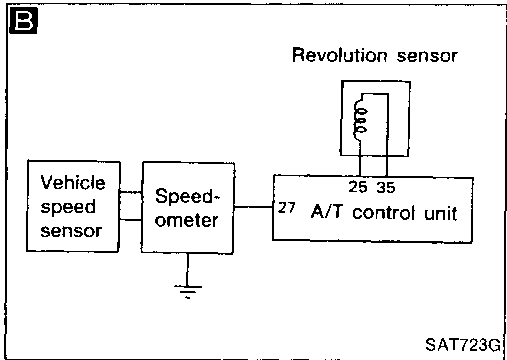 B
Revolution sensor
25 35
Vehicle
speed
sensor
Speed-
ometer
27 A/T control unit
SAT723G